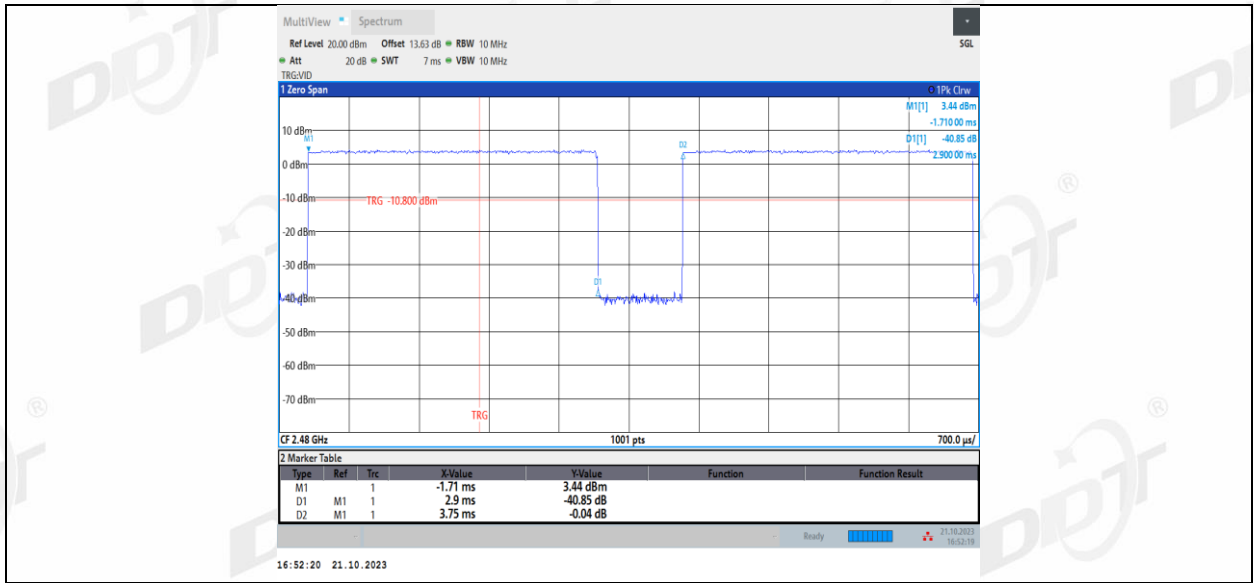 MultiView Spectrum
Ref Level 20.00 dBm Offset 13.63 dB RBW 10 MHz SGL
Att 20 dB SWT 7 ms VBW 10 MHz
TRG:VID
1 Zero Span 1Pk Clrw
M1[1] 3.44 dBm
-1.710 00 ms
D1[1] -40.85 dB
2.900 00 ms
10 dBm
M1
D2
0 dBm
-10 dBm
TRG -10.800 dBm
-20 dBm
-30 dBm
D1
-40 dBm
-50 dBm
-60 dBm
-70 dBm
TRG
CF 2.48 GHz 1001 pts 700.0 µs/
2 Marker Table
Type Ref Trc X-Value Y-Value Function Function Result
M1 1 -1.71 ms 3.44 dBm
D1 M1 1 2.9 ms -40.85 dB
D2 M1 1 3.75 ms -0.04 dB
Ready 21.10.2023
16:52:19
16:52:20 21.10.2023
DDT
®